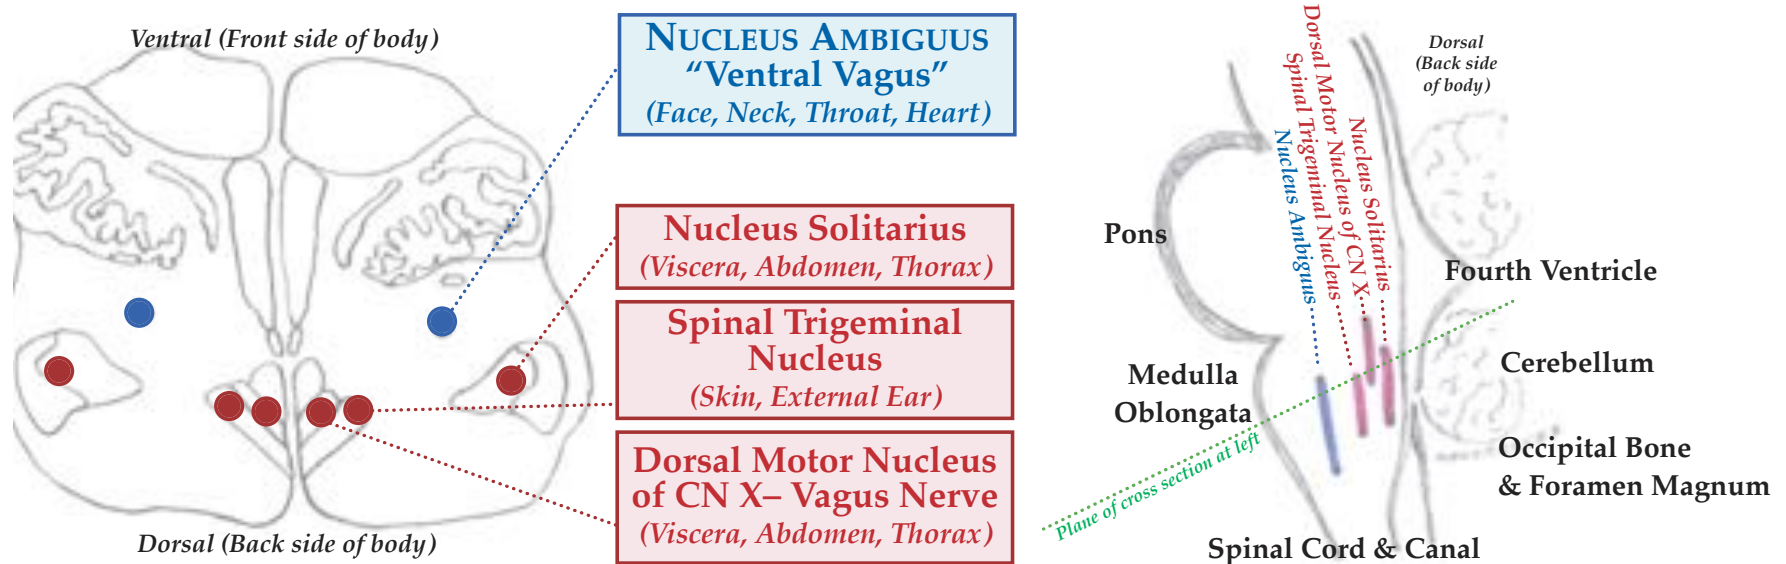 Ventral (Front side of body)
NUCLEUS AMBIGUUS
“Ventral Vagus”
(Face, Neck, Throat, Heart)
Nucleus Solitarius
(Viscera, Abdomen, Thorax)
Spinal Trigeminal
Nucleus
(Skin, External Ear)
Dorsal Motor Nucleus
of CN X– Vagus Nerve
(Viscera, Abdomen, Thorax)
Dorsal (Back side of body)
Dorsal
(Back side
of body)
Nucleus Solitarius
Dorsal Motor Nucleus of CN X
Spinal Trigeminal Nucleus
Nucleus Ambiguus
Pons
Fourth Ventricle
Medulla
Oblongata
Cerebellum
Plane of cross section at left
Occipital Bone
& Foramen Magnum
Spinal Cord & Canal